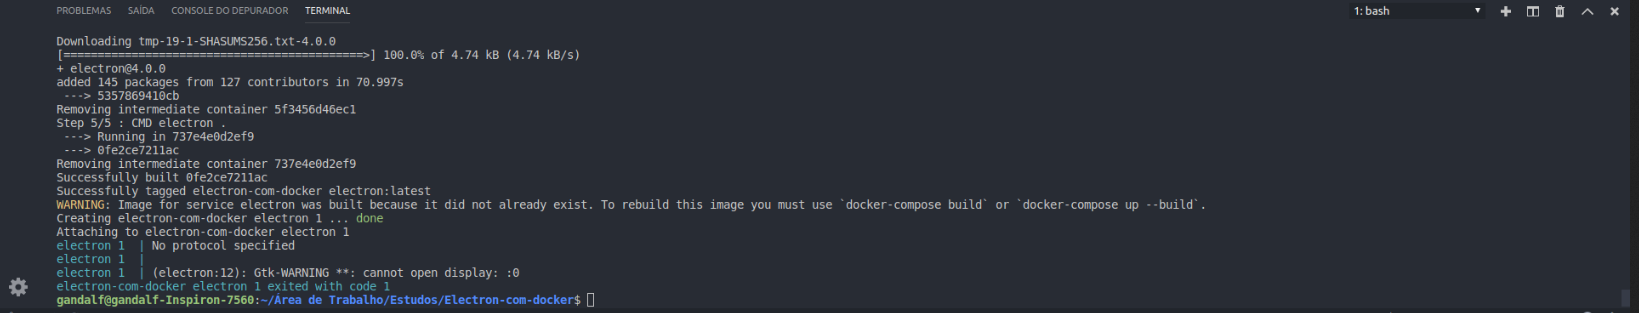 PROBLEMAS SAÍDA CONSOLE DO DEPURADOR TERMINAL 1: bash
Downloading tmp-19-1-SHASUMS256.txt-4.0.0
[============================================>] 100.0% of 4.74 kB (4.74 kB/s)
+ electron@4.0.0
added 145 packages from 127 contributors in 70.997s
---> 5357869410cb
Removing intermediate container 5f3456d46ec1
Step 5/5 : CMD electron .
---> Running in 737e4e0d2ef9
---> 0fe2ce7211ac
Removing intermediate container 737e4e0d2ef9
Successfully built 0fe2ce7211ac
Successfully tagged electron-com-docker electron:latest
WARNING: Image for service electron was built because it did not already exist. To rebuild this image you must use `docker-compose build` or `docker-compose up --build`.
Creating electron-com-docker electron 1 ... done
Attaching to electron-com-docker electron 1
electron 1 | No protocol specified
electron 1 |
electron 1 | (electron:12): Gtk-WARNING **: cannot open display: :0
electron-com-docker electron 1 exited with code 1
gandalf@gandalf-Inspiron-7560:~/Área de Trabalho/Estudos/Electron-com-docker$